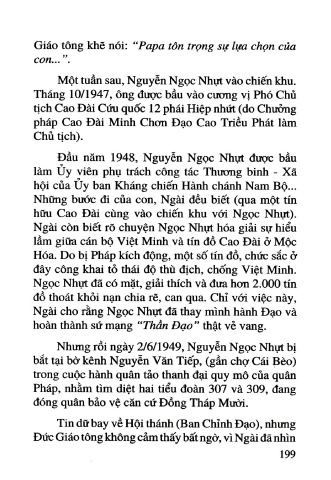 Giáo tông khẽ nói: "Papa tôn trọng sự lựa chọn của
con...".
Một tuần sau, Nguyễn Ngọc Nhựt vào chiến khu.
Tháng 10/1947, ông được bầu vào cương vị Phó Chủ
tịch Cao Đài Cứu quốc 12 phái Hiệp nhứt (do Chưởng
pháp Cao Đài Minh Chơn Đạo Cao Triều Phát làm
Chủ tịch).
Đầu năm 1948, Nguyễn Ngọc Nhựt được bầu
làm Ủy viên phụ trách công tác Thương binh - Xã
hội của Ủy ban Kháng chiến Hành chánh Nam Bộ...
Những bước đi của con, Ngài đều biết (qua một tín
hữu Cao Đài cùng vào chiến khu với Ngọc Nhựt).
Ngài còn biết rõ chuyện Ngọc Nhựt hóa giải sự hiểu
lầm giữa cán bộ Việt Minh và tín đồ Cao Đài ở Mộc
Hóa. Do bị Pháp kích động, một số tín đồ, chức sắc ở
đây công khai tỏ thái độ thù địch, chống Việt Minh.
Ngọc Nhựt đã có mặt, giải thích và đưa hơn 2.000 tín
đồ thoát khỏi nạn chia rẽ, can qua. Chỉ với việc này,
Ngài cho rằng Ngọc Nhựt đã thay mình hành Đạo và
hoàn thành sứ mạng "Thần Đạo" thật vẻ vang.
Nhưng rồi ngày 2/6/1949, Nguyễn Ngọc Nhựt bị
bắt tại bờ kênh Nguyễn Văn Tiếp, (gần chợ Cái Bèo)
trong cuộc hành quân tảo thanh đại quy mô của quân
Pháp, nhằm tìm diệt hai tiểu đoàn 307 và 309, đang
đóng quân bảo vệ căn cứ Đồng Tháp Mười.
Tin dữ bay về Hội thánh (Ban Chỉnh Đạo), nhưng
Đức Giáo tông không cảm thấy bất ngờ, vì Ngài đã nhìn
199